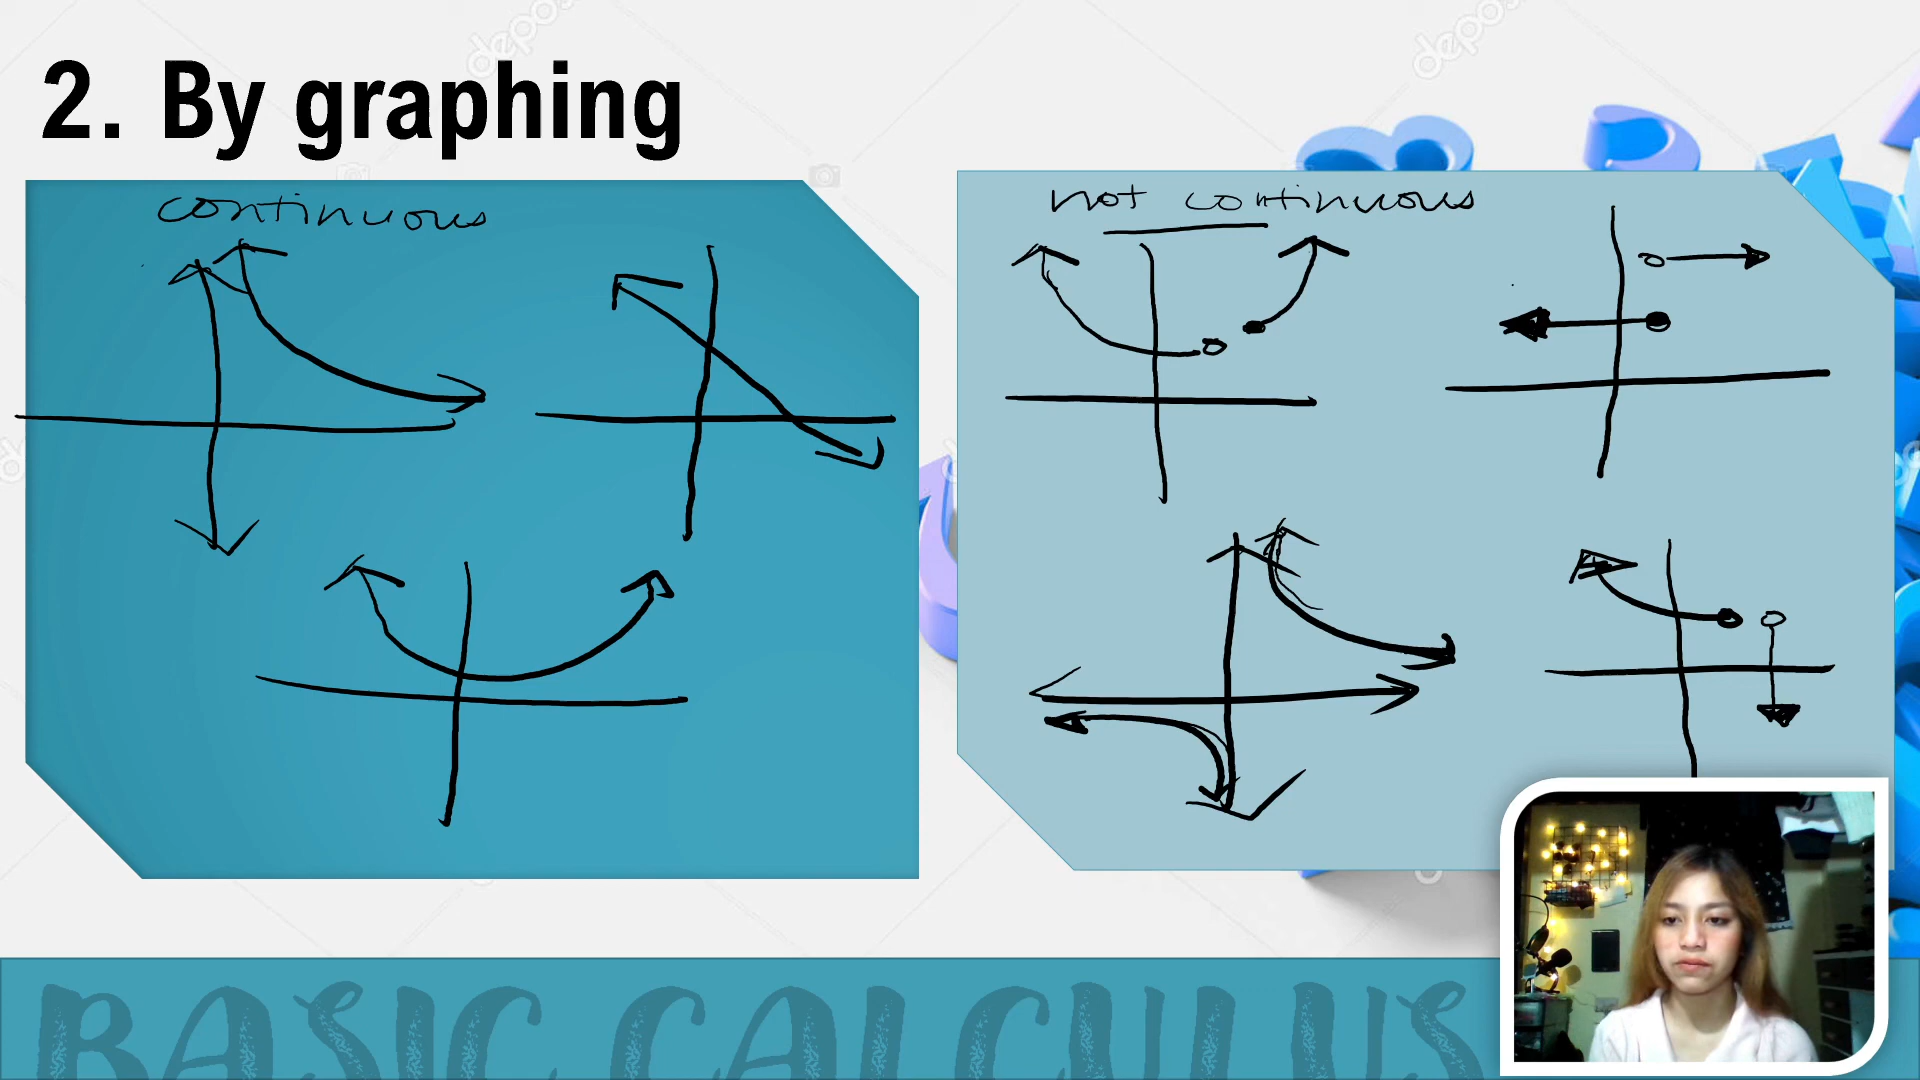 2. By graphing
continuous
not continuous
BASIC CALCULUS